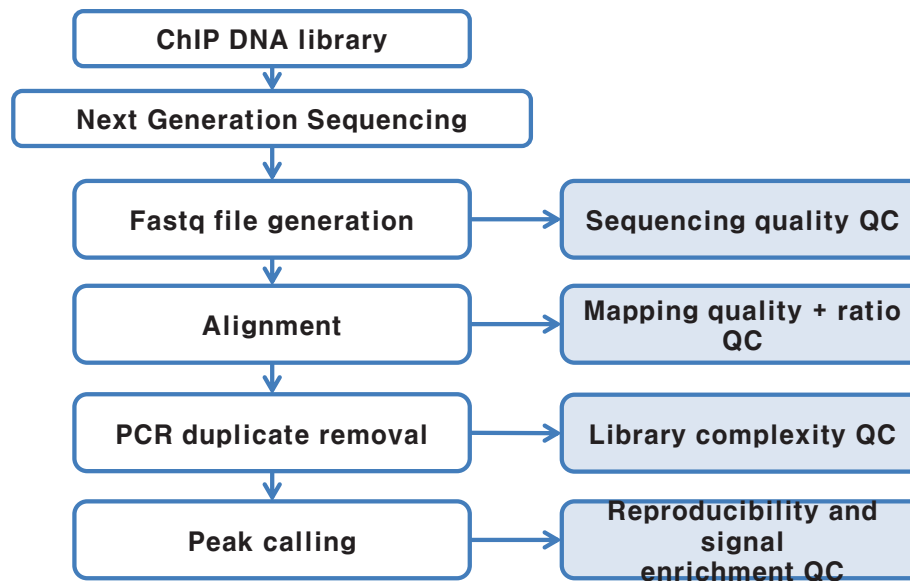 ChIP DNA library
Next Generation Sequencing
Fastq file generation
Sequencing quality QC
Alignment
Mapping quality + ratio
QC
PCR duplicate removal
Library complexity QC
Peak calling
Reproducibility and
signal
enrichment QC